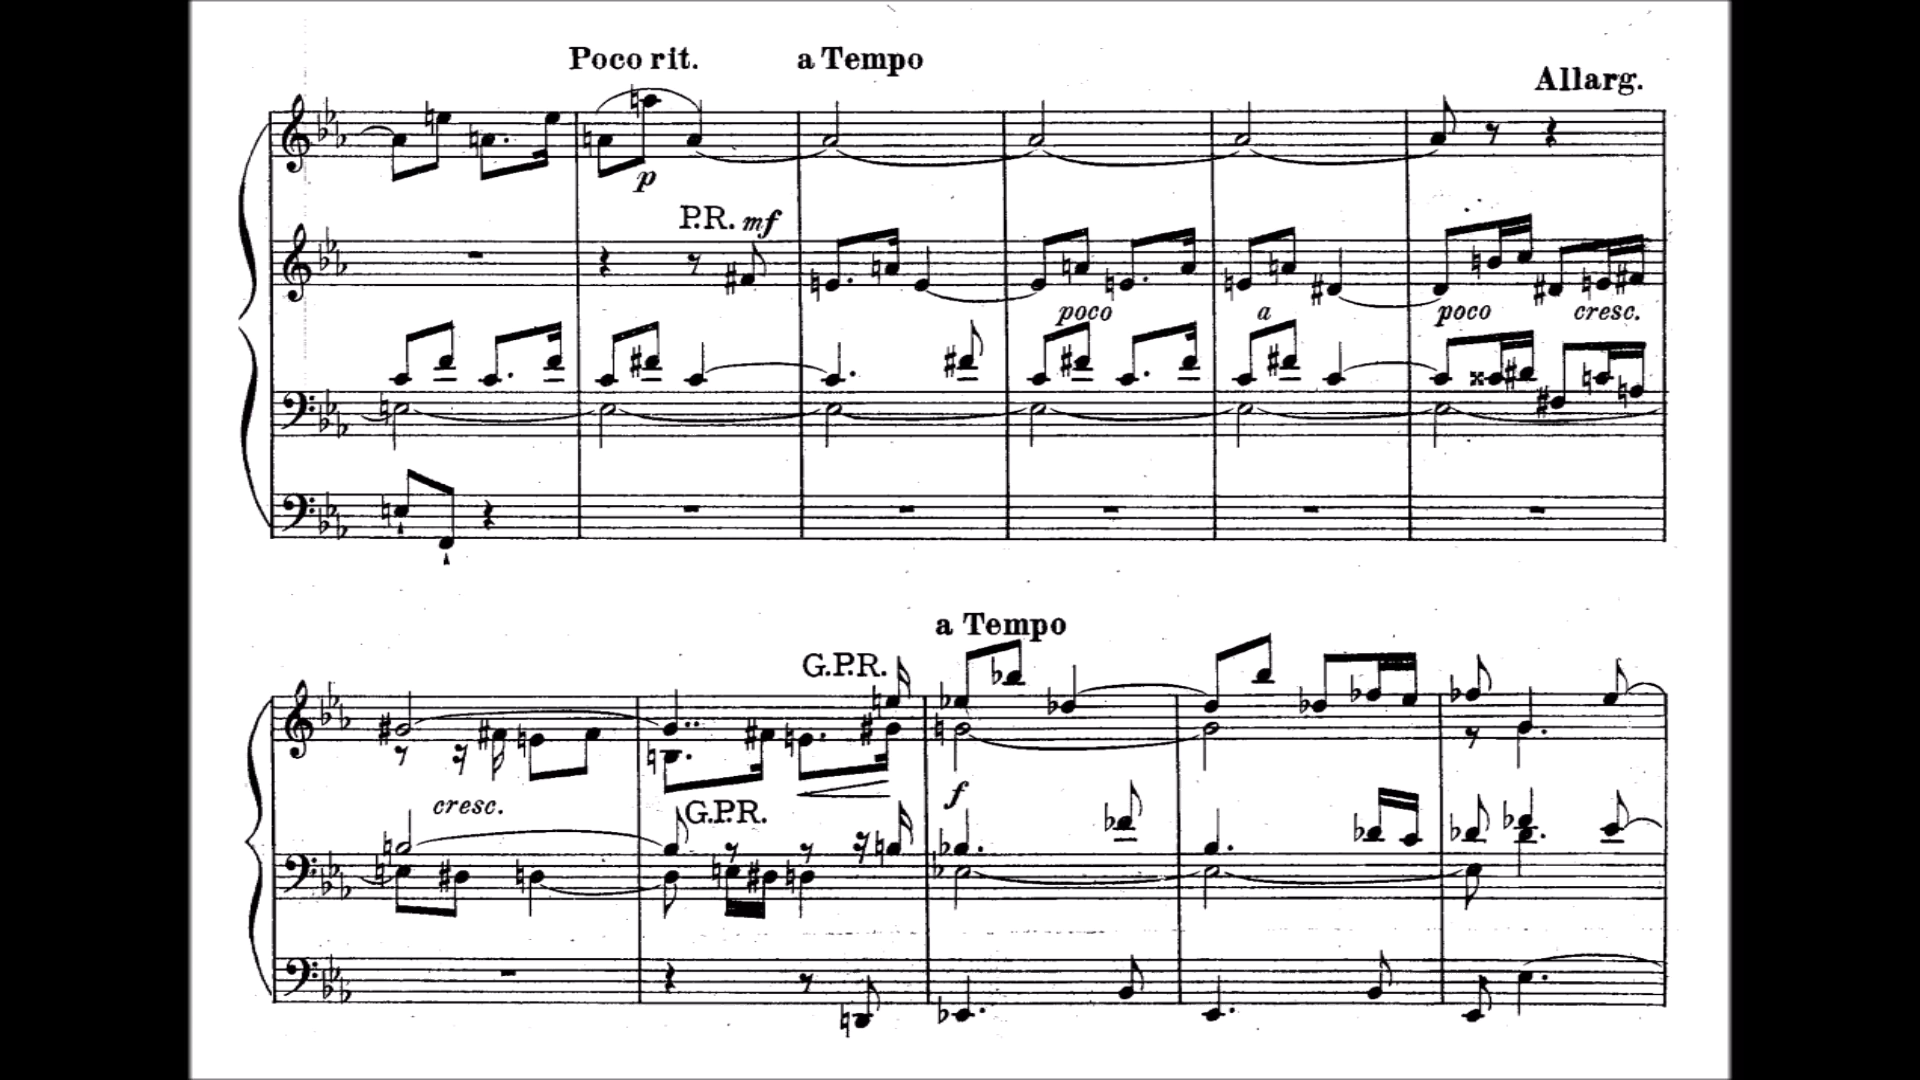 Poco rit. a Tempo
Allarg.
p
P.R. mf
poco a poco cresc.
a Tempo
G.P.R.
cresc.
f
G.P.R.